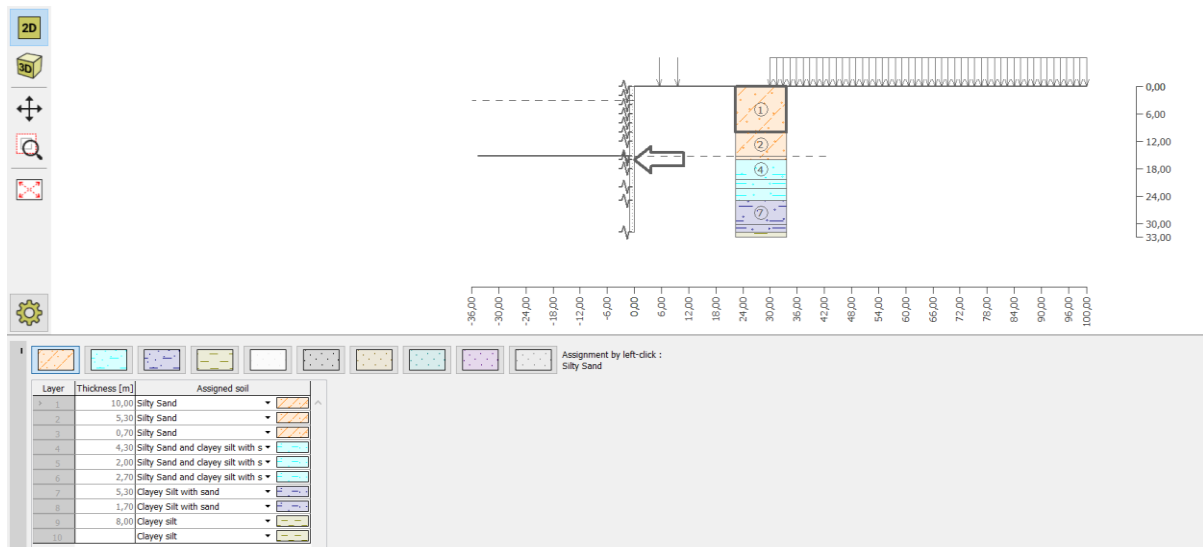 2D
3D
0,00
6,00
12,00
18,00
24,00
30,00
33,00
1
2
4
7
-36,00
-30,00
-24,00
-18,00
-12,00
-6,00
0,00
6,00
12,00
18,00
24,00
30,00
36,00
42,00
48,00
54,00
60,00
66,00
72,00
78,00
84,00
90,00
96,00
100,00
Assignment by left-click :
Silty Sand
Layer Thickness [m] Assigned soil
1 10,00 Silty Sand
2 5,30 Silty Sand
3 0,70 Silty Sand
4 4,30 Silty Sand and clayey silt with s
5 2,00 Silty Sand and clayey silt with s
6 2,70 Silty Sand and clayey silt with s
7 5,30 Clayey Silt with sand
8 1,70 Clayey Silt with sand
9 8,00 Clayey silt
10 Clayey silt